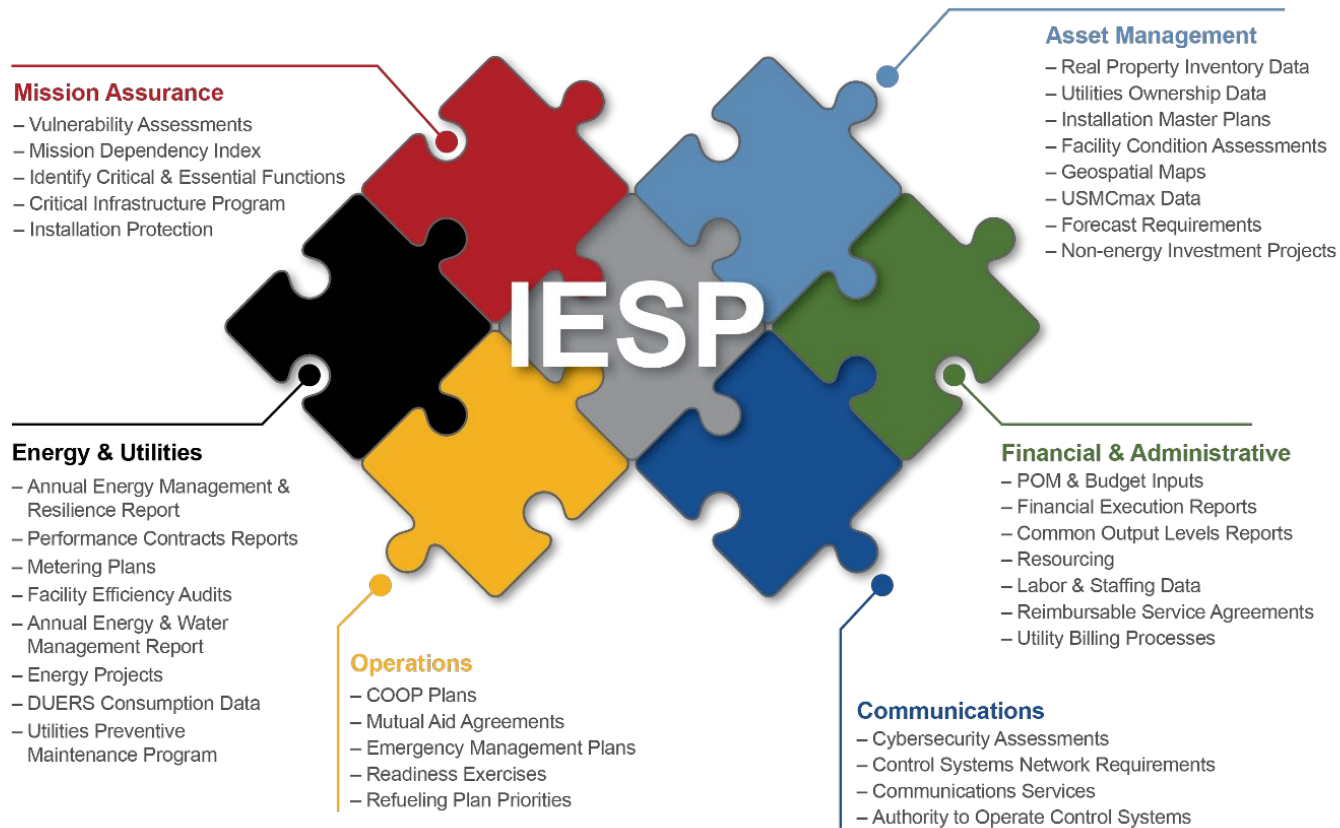 Mission Assurance
– Vulnerability Assessments
– Mission Dependency Index
– Identify Critical & Essential Functions
– Critical Infrastructure Program
– Installation Protection
Asset Management
– Real Property Inventory Data
– Utilities Ownership Data
– Installation Master Plans
– Facility Condition Assessments
– Geospatial Maps
– USMCmax Data
– Forecast Requirements
– Non-energy Investment Projects
IESP
Energy & Utilities
– Annual Energy Management &
Resilience Report
– Performance Contracts Reports
– Metering Plans
– Facility Efficiency Audits
– Annual Energy & Water
Management Report
– Energy Projects
– DUERS Consumption Data
– Utilities Preventive
Maintenance Program
Financial & Administrative
– POM & Budget Inputs
– Financial Execution Reports
– Common Output Levels Reports
– Resourcing
– Labor & Staffing Data
– Reimbursable Service Agreements
– Utility Billing Processes
Operations
– COOP Plans
– Mutual Aid Agreements
– Emergency Management Plans
– Readiness Exercises
– Refueling Plan Priorities
Communications
– Cybersecurity Assessments
– Control Systems Network Requirements
– Communications Services
– Authority to Operate Control Systems